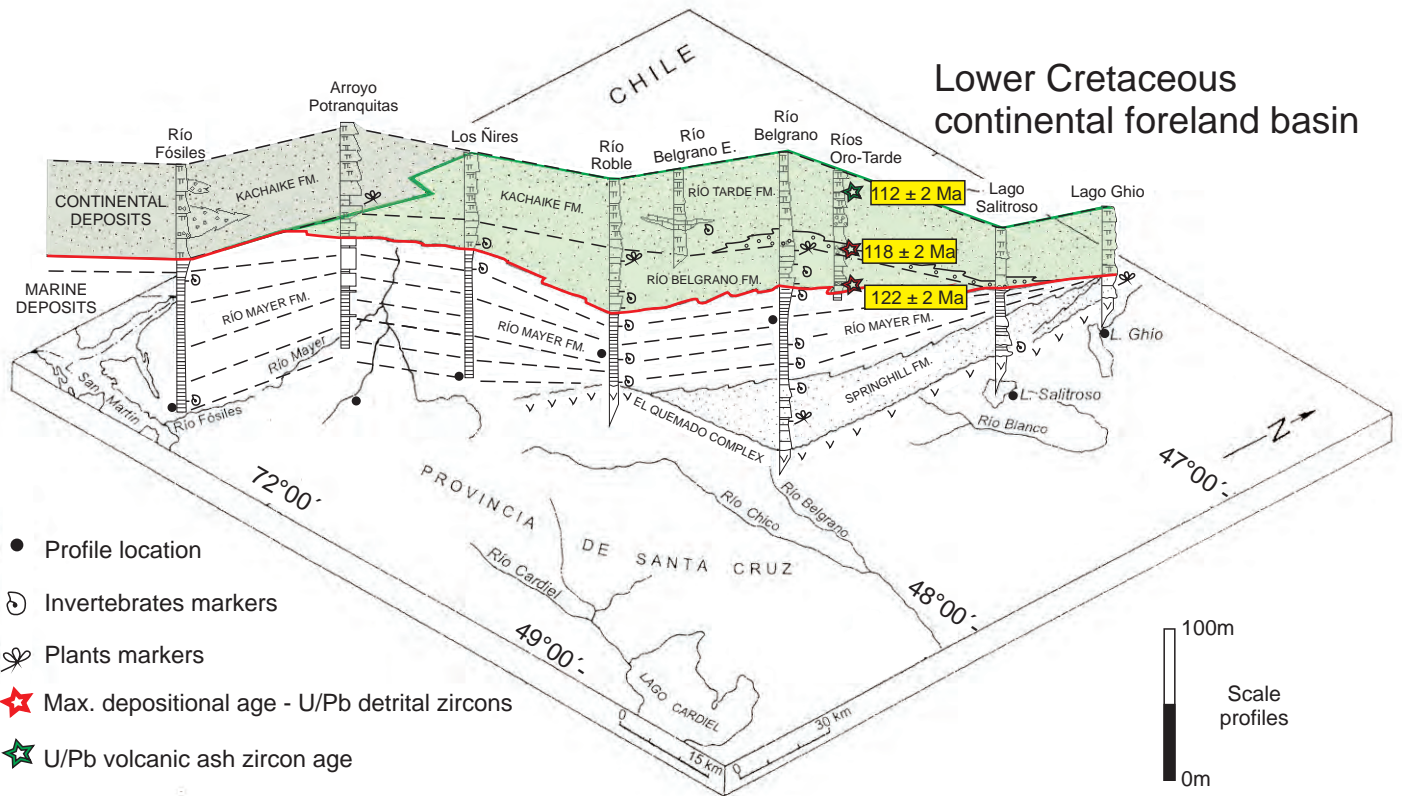 Lower Cretaceous
continental foreland basin
CHILE
Río
Fósiles
Arroyo
Potranquitas
Los Ñires
Río
Roble
Río
Belgrano E.
Río
Belgrano
Ríos
Oro-Tarde
Lago
Salitroso
Lago Ghio
CONTINENTAL
DEPOSITS
KACHAIKE FM.
KACHAIKE FM.
RÍO TARDE FM.
112 ± 2 Ma
118 ± 2 Ma
122 ± 2 Ma
RÍO BELGRANO FM.
MARINE
DEPOSITS
RÍO MAYER FM.
RÍO MAYER FM.
RÍO MAYER FM.
SPRINGHILL FM.
EL QUEMADO COMPLEX
L. San Martín
Río Fósiles
Río Mayer
L. Ghío
L. Salitroso
Río Blanco
N
47°00´-
72°00´
PROVINCIA
DE SANTA CRUZ
Río Chico
Río Belgrano
48°00´-
Río Cardiel
49°00´-
LAGO CARDIEL
0
15 km
0
30 km
Profile location
Invertebrates markers
Plants markers
Max. depositional age - U/Pb detrital zircons
U/Pb volcanic ash zircon age
100m
Scale
profiles
0m